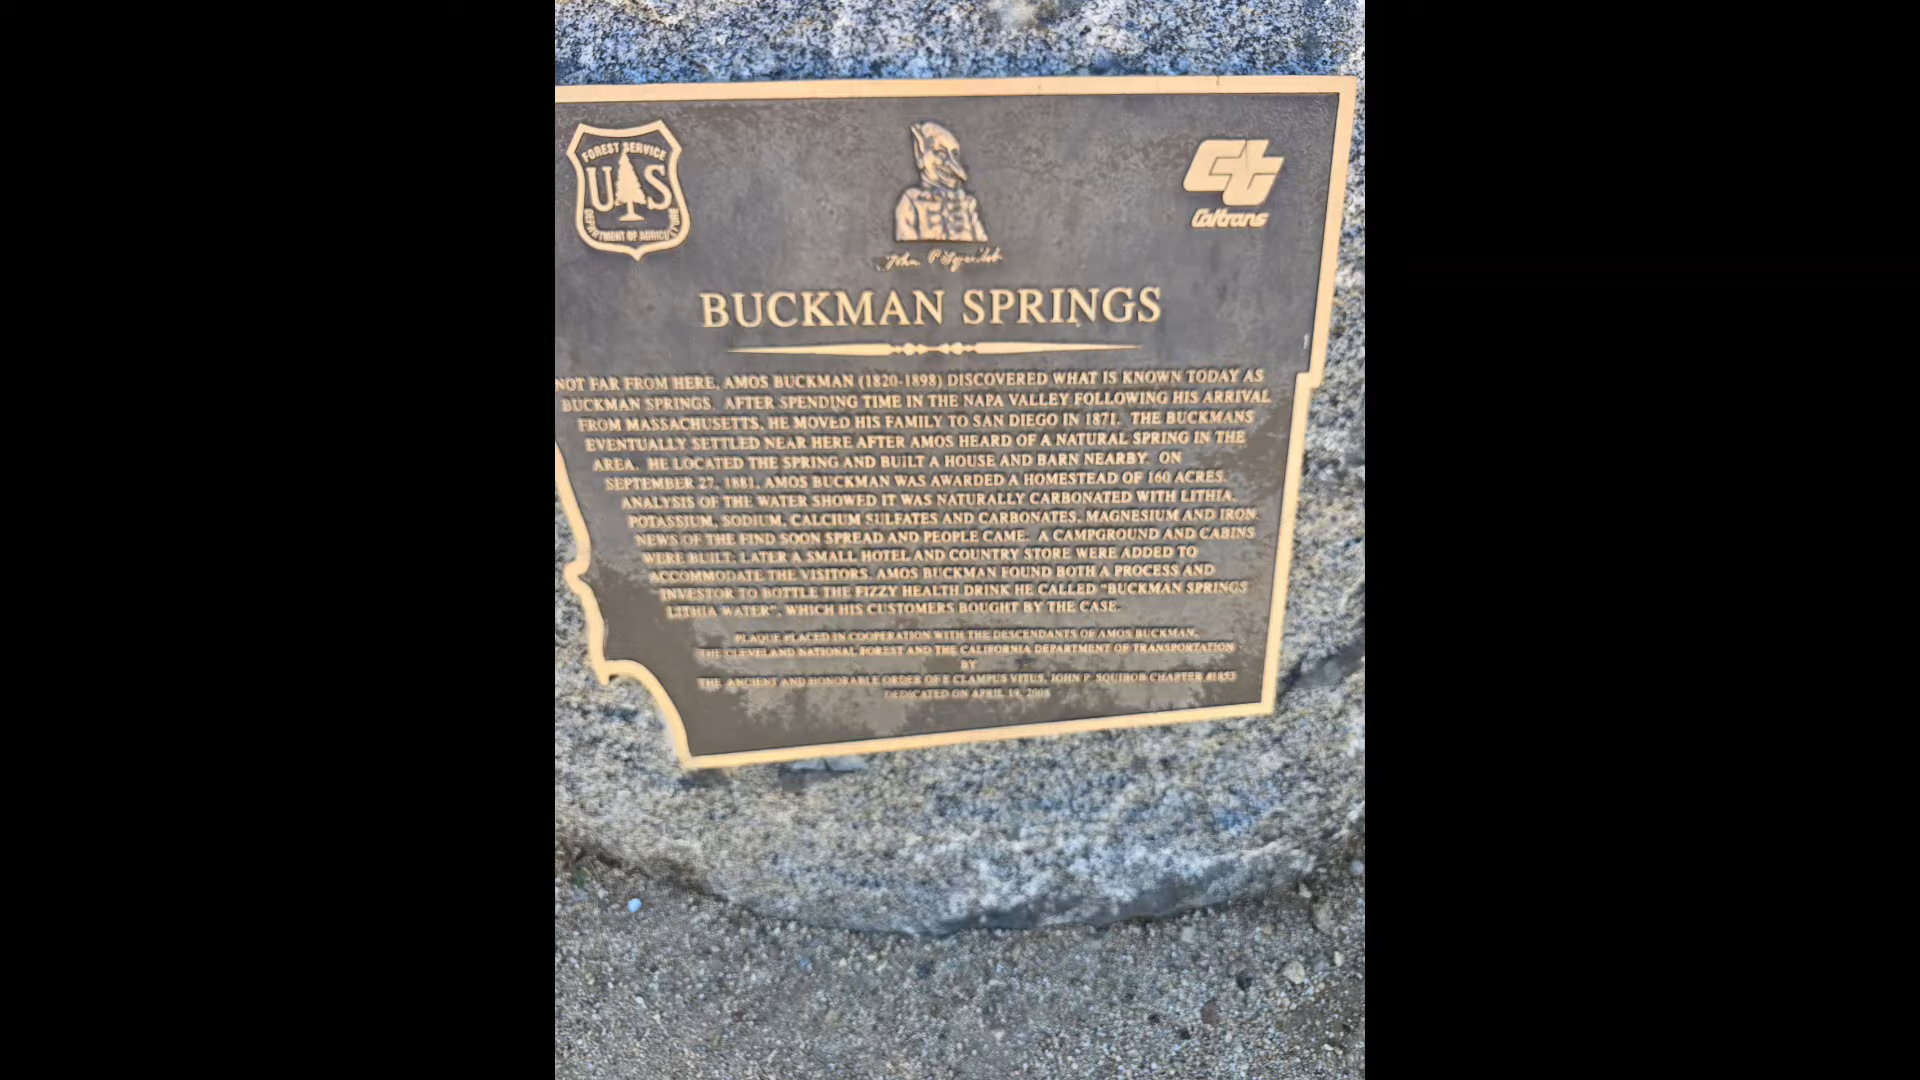 FOREST SERVICE
U S
DEPARTMENT OF AGRICULTURE
Ct
Caltrans
John P Squibob
BUCKMAN SPRINGS
NOT FAR FROM HERE, AMOS BUCKMAN (1820-1898) DISCOVERED WHAT IS KNOWN TODAY AS
BUCKMAN SPRINGS. AFTER SPENDING TIME IN THE NAPA VALLEY FOLLOWING HIS ARRIVAL
FROM MASSACHUSETTS, HE MOVED HIS FAMILY TO SAN DIEGO IN 1871. THE BUCKMANS
EVENTUALLY SETTLED NEAR HERE AFTER AMOS HEARD OF A NATURAL SPRING IN THE
AREA. HE LOCATED THE SPRING AND BUILT A HOUSE AND BARN NEARBY. ON
SEPTEMBER 27, 1881, AMOS BUCKMAN WAS AWARDED A HOMESTEAD OF 160 ACRES.
ANALYSIS OF THE WATER SHOWED IT WAS NATURALLY CARBONATED WITH LITHIA,
POTASSIUM, SODIUM, CALCIUM SULFATES AND CARBONATES, MAGNESIUM AND IRON.
NEWS OF THE FIND SOON SPREAD AND PEOPLE CAME. A CAMPGROUND AND CABINS
WERE BUILT; LATER A SMALL HOTEL AND COUNTRY STORE WERE ADDED TO
ACCOMMODATE THE VISITORS. AMOS BUCKMAN FOUND BOTH A PROCESS AND
INVESTOR TO BOTTLE THE FIZZY HEALTH DRINK HE CALLED "BUCKMAN SPRINGS
LITHIA WATER", WHICH HIS CUSTOMERS BOUGHT BY THE CASE.
PLAQUE PLACED IN COOPERATION WITH THE DESCENDANTS OF AMOS BUCKMAN,
THE CLEVELAND NATIONAL FOREST AND THE CALIFORNIA DEPARTMENT OF TRANSPORTATION
BY
THE ANCIENT AND HONORABLE ORDER OF E CLAMPUS VITUS, JOHN P. SQUIBOB CHAPTER #1853
DEDICATED ON APRIL 19, 2008